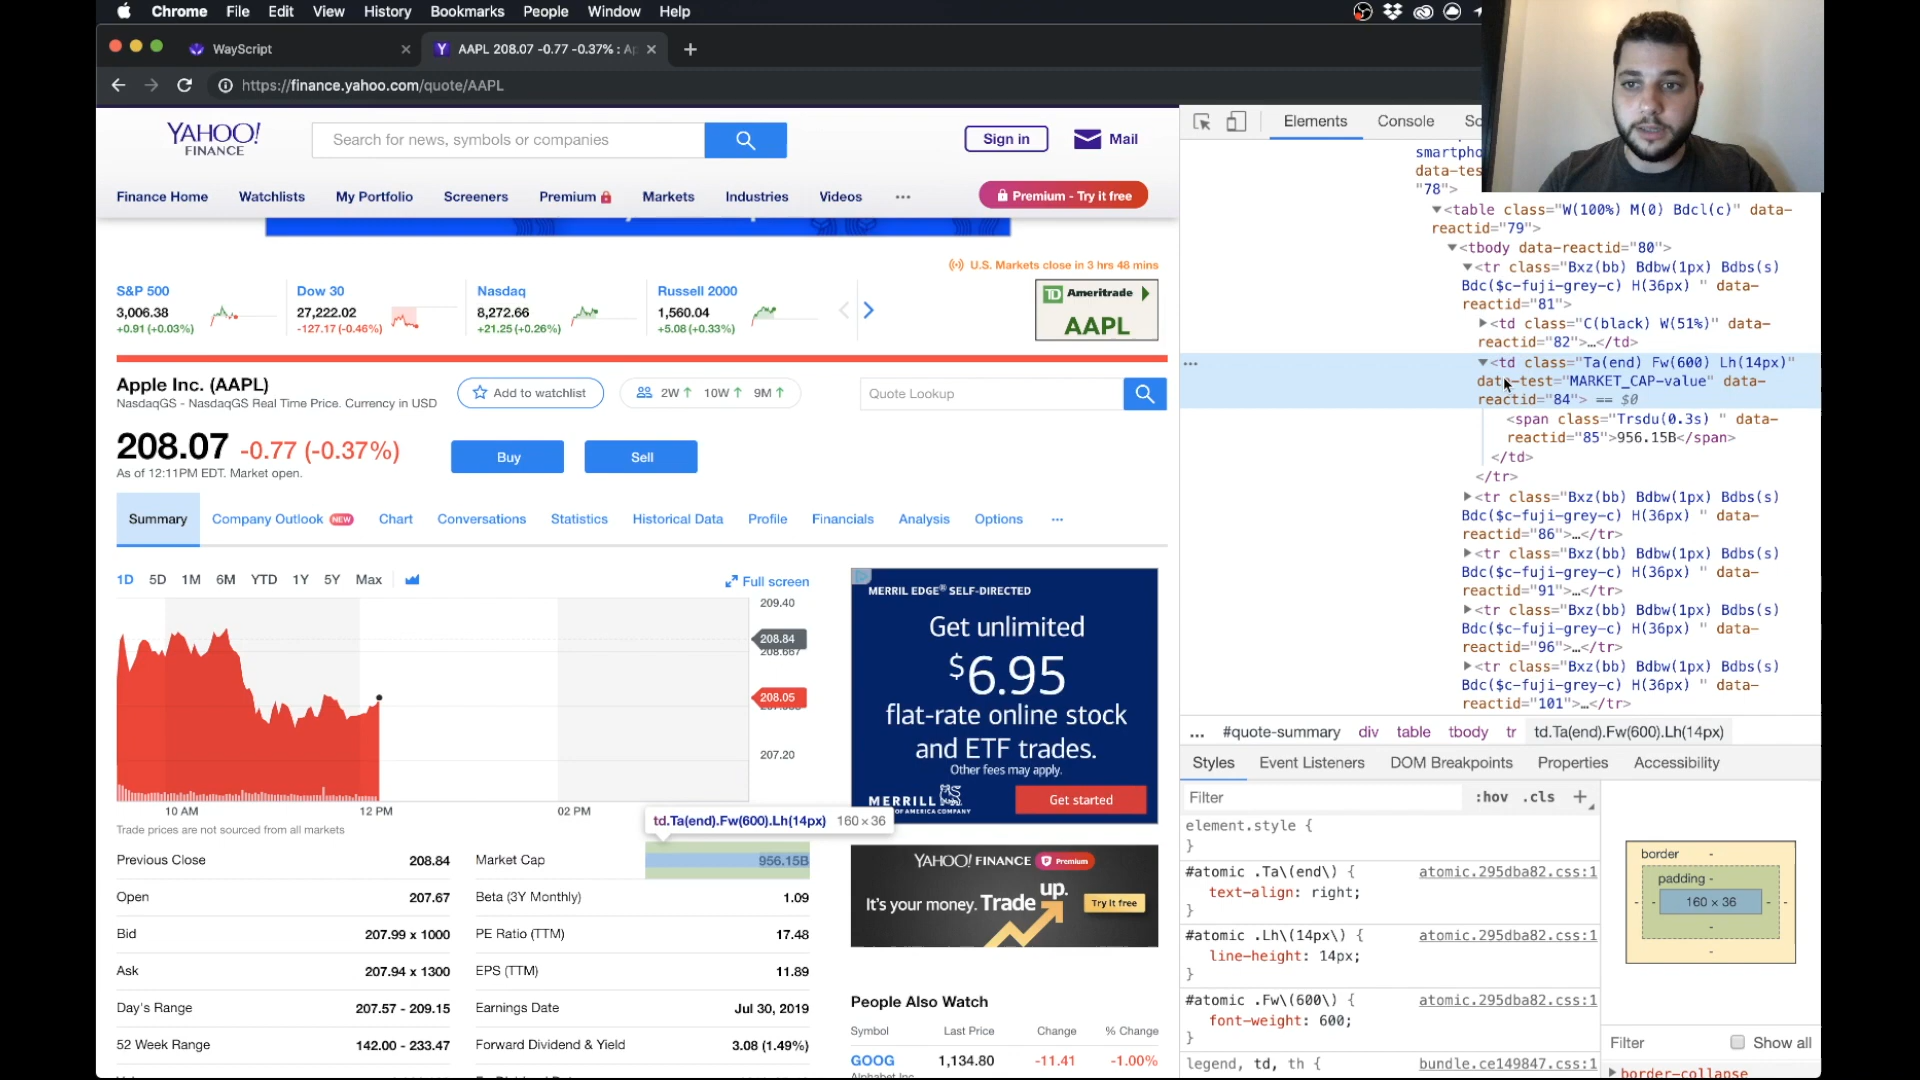 Chrome File Edit View History Bookmarks People Window Help
WayScript
AAPL 208.07 -0.77 -0.37% : Ap
https://finance.yahoo.com/quote/AAPL
YAHOO!
FINANCE
Search for news, symbols or companies
Sign in
Mail
Finance Home Watchlists My Portfolio Screeners Premium Markets Industries Videos ...
Premium - Try it free
U.S. Markets close in 3 hrs 48 mins
S&P 500
3,006.38
+0.91 (+0.03%)
Dow 30
27,222.02
-127.17 (-0.46%)
Nasdaq
8,272.66
+21.25 (+0.26%)
Russell 2000
1,560.04
+5.08 (+0.33%)
TD Ameritrade
AAPL
Apple Inc. (AAPL)
NasdaqGS - NasdaqGS Real Time Price. Currency in USD
Add to watchlist
2W↑ 10W↑ 9M↑
Quote Lookup
208.07 -0.77 (-0.37%)
As of 12:11PM EDT. Market open.
Buy
Sell
Summary Company Outlook NEW Chart Conversations Statistics Historical Data Profile Financials Analysis Options ...
1D 5D 1M 6M YTD 1Y 5Y Max
Full screen
209.40
208.84
208.667
208.05
207.20
10 AM 12 PM 02 PM
Trade prices are not sourced from all markets
td.Ta(end).Fw(600).Lh(14px) 160 × 36
Previous Close 208.84
Open 207.67
Bid 207.99 x 1000
Ask 207.94 x 1300
Day's Range 207.57 - 209.15
52 Week Range 142.00 - 233.47
Market Cap 956.15B
Beta (3Y Monthly) 1.09
PE Ratio (TTM) 17.48
EPS (TTM) 11.89
Earnings Date Jul 30, 2019
Forward Dividend & Yield 3.08 (1.49%)
MERRIL EDGE® SELF-DIRECTED
Get unlimited
$6.95
flat-rate online stock
and ETF trades.
Other fees may apply.
MERRILL
OF AMERICA COMPANY
Get started
YAHOO! FINANCE Premium
It's your money. Trade up.
Try it free
People Also Watch
Symbol Last Price Change % Change
GOOG 1,134.80 -11.41 -1.00%
Alphabet Inc.
Elements Console So
smartpho
data-tes
"78">
▼<table class="W(100%) M(0) Bdcl(c)" data-
reactid="79">
▼<tbody data-reactid="80">
▼<tr class="Bxz(bb) Bdbw(1px) Bdbs(s)
Bdc($c-fuji-grey-c) H(36px) " data-
reactid="81">
▶<td class="C(black) W(51%)" data-
reactid="82">…</td>
... ▼<td class="Ta(end) Fw(600) Lh(14px)"
data-test="MARKET_CAP-value" data-
reactid="84"> == $0
<span class="Trsdu(0.3s) " data-
reactid="85">956.15B</span>
</td>
</tr>
▶<tr class="Bxz(bb) Bdbw(1px) Bdbs(s)
Bdc($c-fuji-grey-c) H(36px) " data-
reactid="86">…</tr>
▶<tr class="Bxz(bb) Bdbw(1px) Bdbs(s)
Bdc($c-fuji-grey-c) H(36px) " data-
reactid="91">…</tr>
▶<tr class="Bxz(bb) Bdbw(1px) Bdbs(s)
Bdc($c-fuji-grey-c) H(36px) " data-
reactid="96">…</tr>
▶<tr class="Bxz(bb) Bdbw(1px) Bdbs(s)
Bdc($c-fuji-grey-c) H(36px) " data-
reactid="101">…</tr>
... #quote-summary div table tbody tr td.Ta(end).Fw(600).Lh(14px)
Styles Event Listeners DOM Breakpoints Properties Accessibility
Filter :hov .cls +
element.style {
}
#atomic .Ta\(end\) { atomic.295dba82.css:1
text-align: right;
}
#atomic .Lh\(14px\) { atomic.295dba82.css:1
line-height: 14px;
}
#atomic .Fw\(600\) { atomic.295dba82.css:1
font-weight: 600;
}
legend, td, th { bundle.ce149847.css:1
border -
padding -
160 × 36
Filter Show all
▶border-collapse